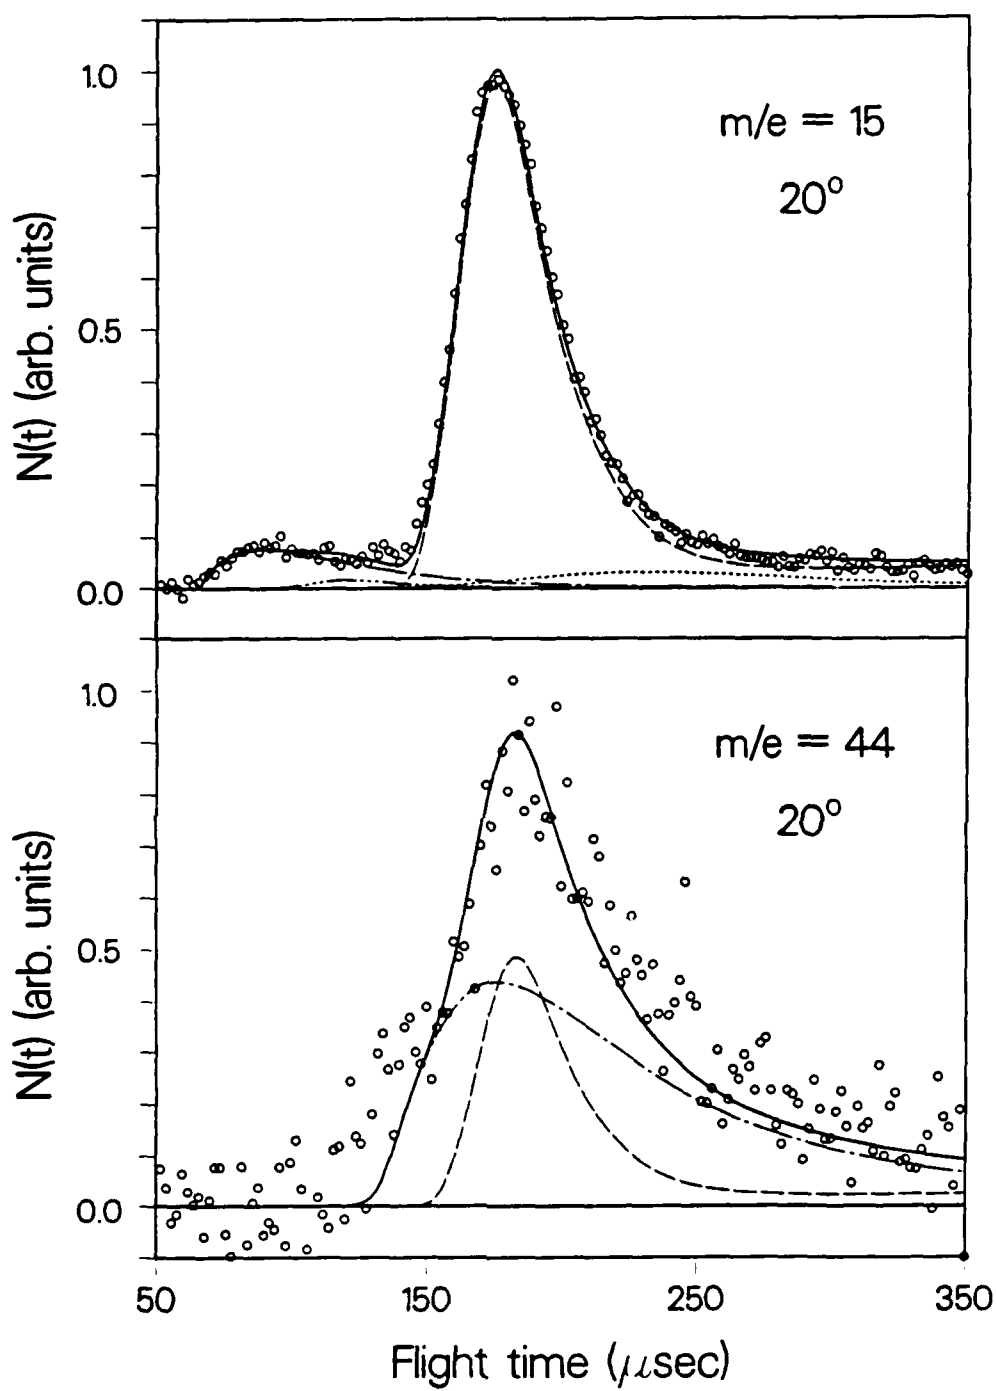 1.0
0.5
0.0
N(t) (arb. units)
m/e = 15
20°
1.0
0.5
0.0
N(t) (arb. units)
m/e = 44
20°
50 150 250 350
Flight time (μsec)